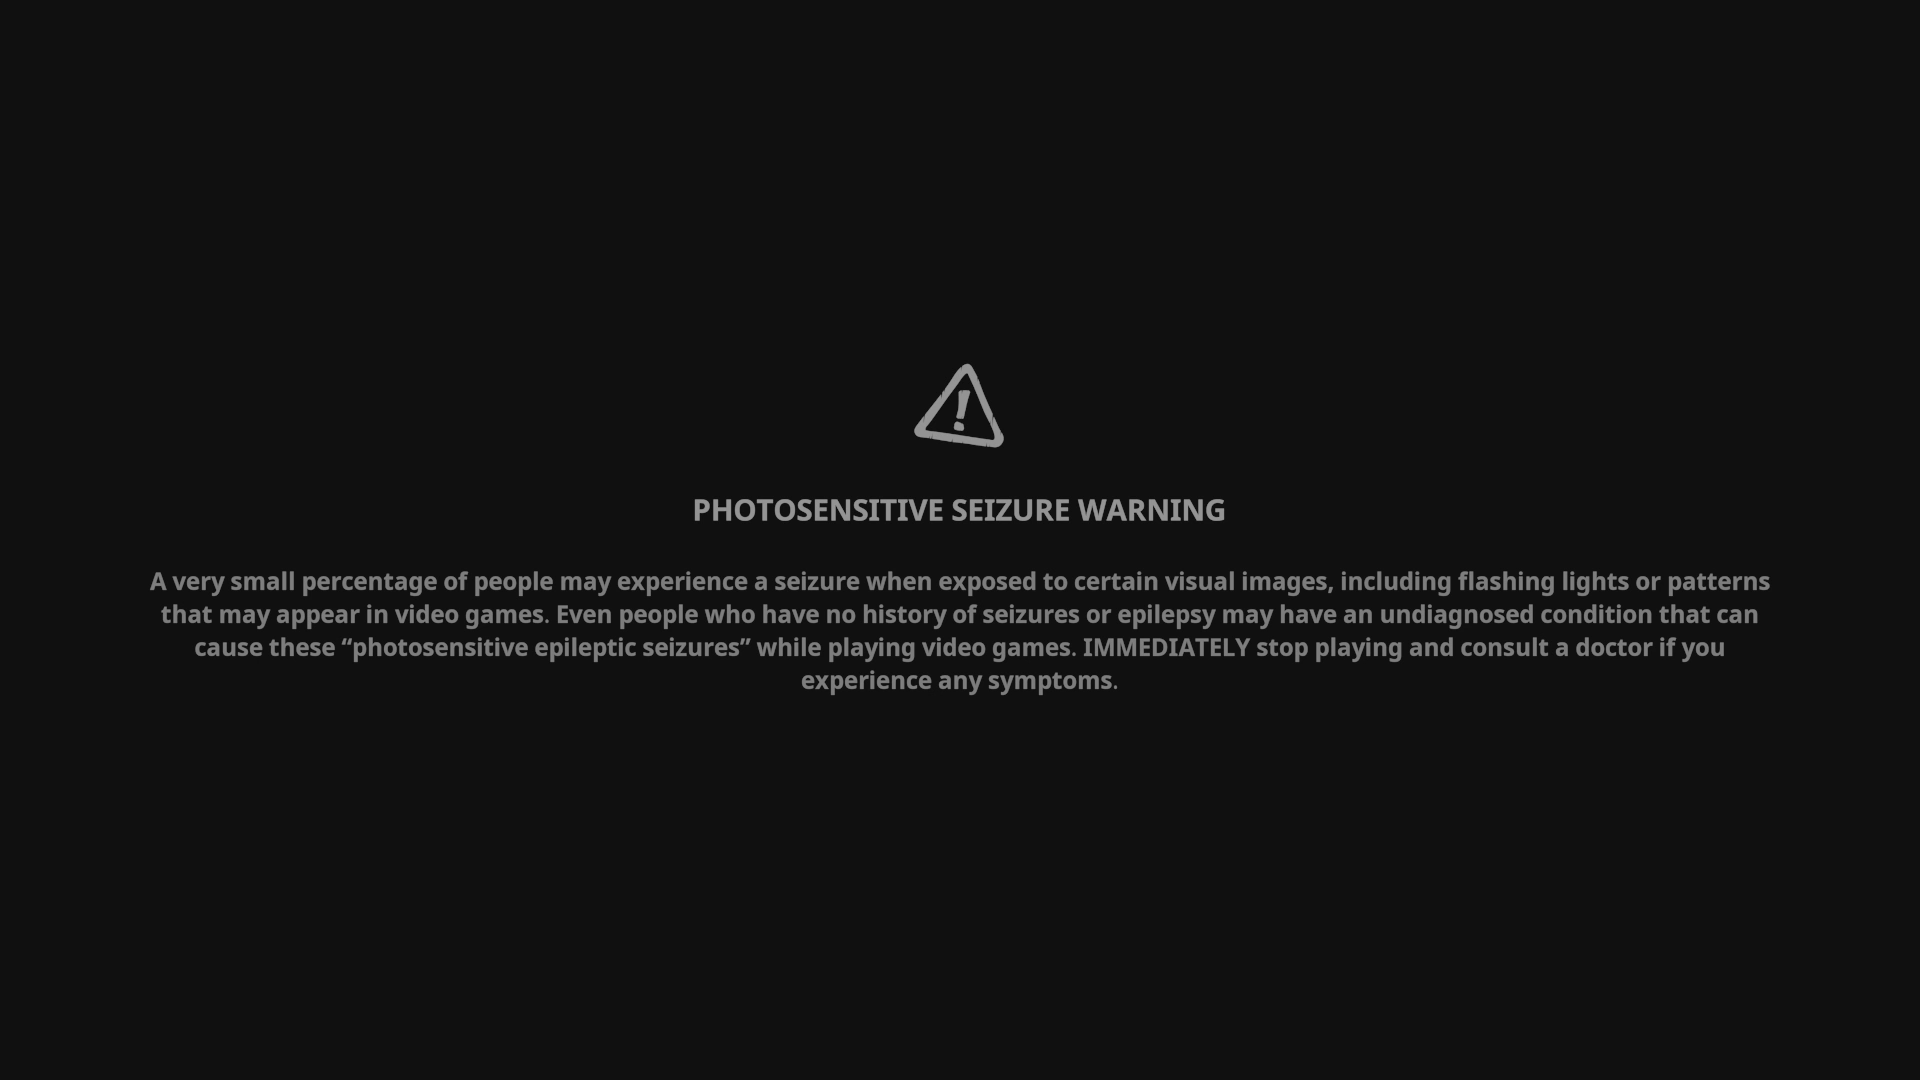 PHOTOSENSITIVE SEIZURE WARNING
A very small percentage of people may experience a seizure when exposed to certain visual images, including flashing lights or patterns
that may appear in video games. Even people who have no history of seizures or epilepsy may have an undiagnosed condition that can
cause these “photosensitive epileptic seizures” while playing video games. IMMEDIATELY stop playing and consult a doctor if you
experience any symptoms.